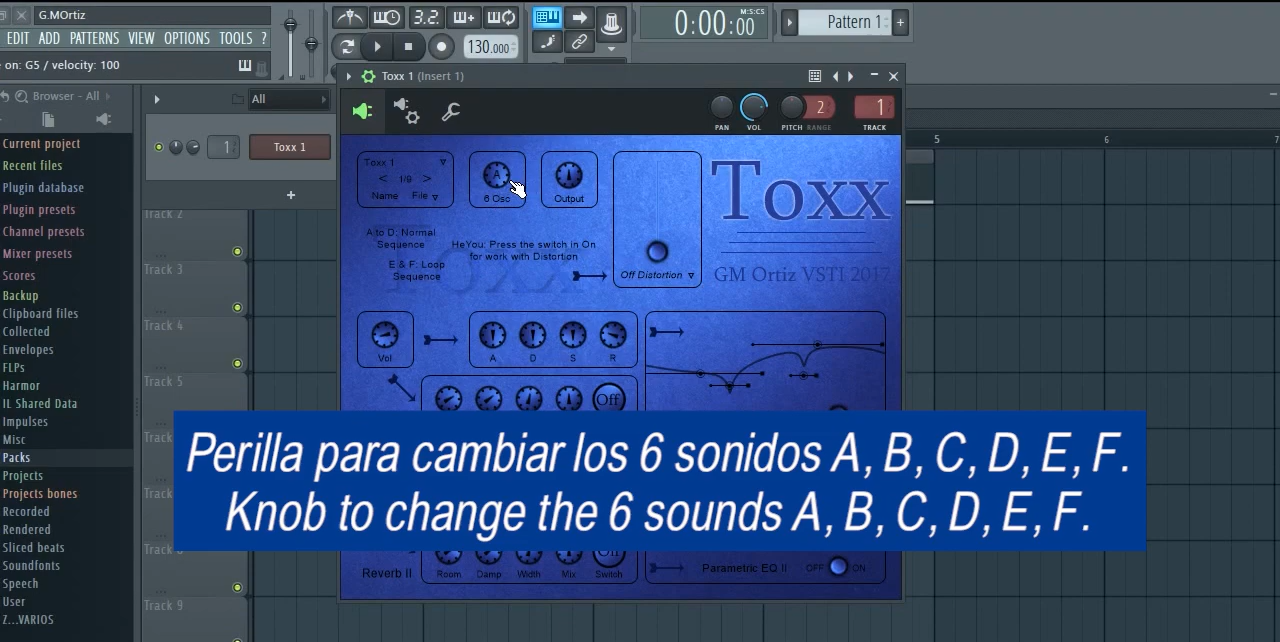 G.MOrtiz
EDIT ADD PATTERNS VIEW OPTIONS TOOLS ?
on: G5 / velocity: 100
3.2.
130.000
M:S:CS
0:00:00
Pattern 1
Browser - All
All
Current project
Recent files
Plugin database
Plugin presets
Channel presets
Mixer presets
Scores
Backup
Clipboard files
Collected
Envelopes
FLPs
Harmor
IL Shared Data
Impulses
Misc
Packs
Projects
Projects bones
Recorded
Rendered
Sliced beats
Soundfonts
Speech
User
Z...VARIOS
1
Toxx 1
+
Track 2
Track 3
Track 4
Track 5
Track
Track
Track
Track 9
5
6
7
Toxx 1 (Insert 1)
PAN
VOL
PITCH
RANGE
2
1
TRACK
Toxx 1
< 1/9 >
Name File
A
6 Osc
Output
A to D: Normal
Sequence
E & F: Loop
Sequence
HeYou: Press the switch in On
for work with Distortion
Off Distortion
Toxx
GM Ortiz VSTI 2017
Vol
A D S R
Off
Perilla para cambiar los 6 sonidos A, B, C, D, E, F.
Knob to change the 6 sounds A, B, C, D, E, F.
Reverb II
Room Damp Width Mix Switch
Parametric EQ II
OFF
ON